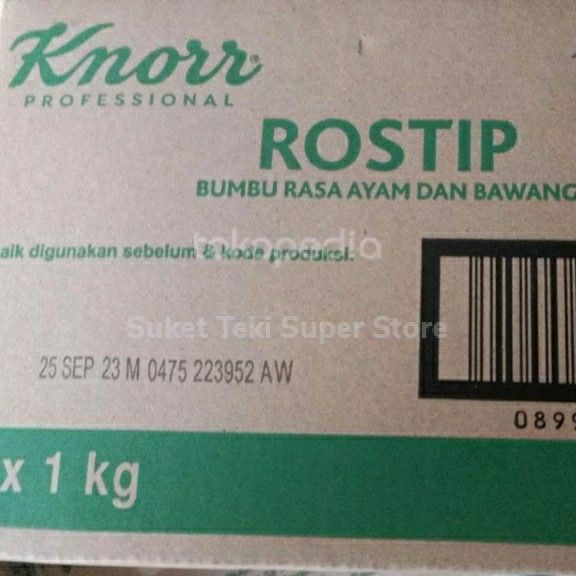 Knorr
PROFESSIONAL
ROSTIP
BUMBU RASA AYAM DAN BAWANG
aik digunakan sebelum & kode produksi:
tokopedia
Suket Teki Super Store
25 SEP 23 M 0475 223952 AW
0899
x 1 kg